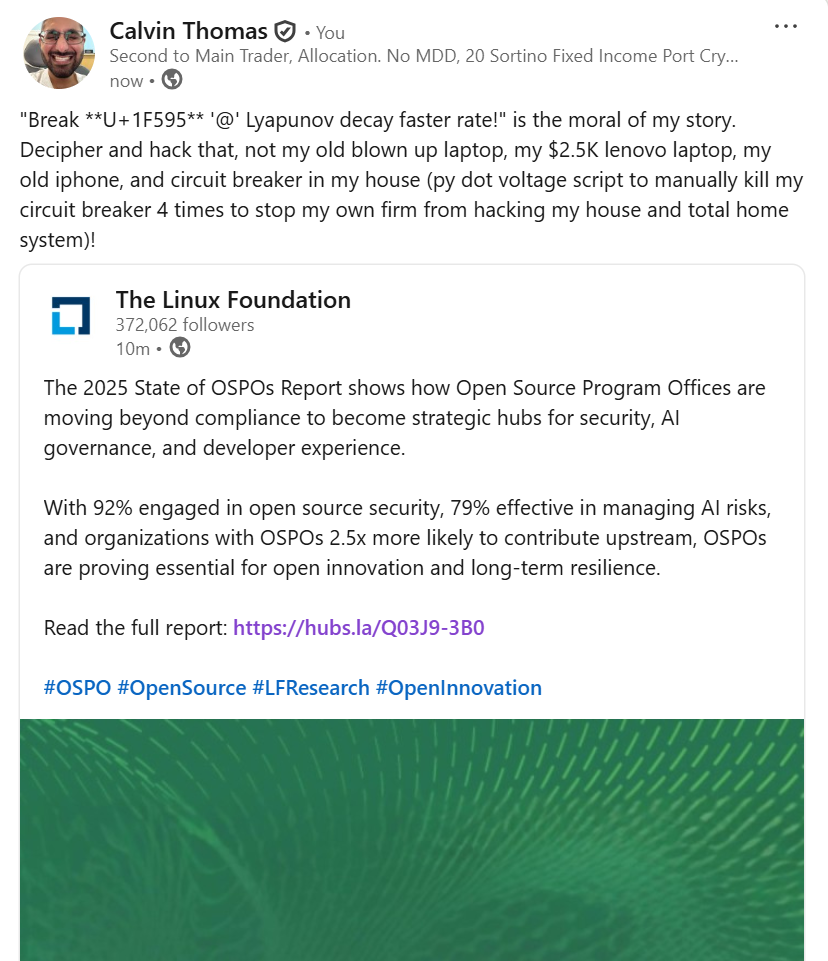 Calvin Thomas • You
Second to Main Trader, Allocation. No MDD, 20 Sortino Fixed Income Port Cry...
now •
"Break **U+1F595** '@' Lyapunov decay faster rate!" is the moral of my story.
Decipher and hack that, not my old blown up laptop, my $2.5K lenovo laptop, my
old iphone, and circuit breaker in my house (py dot voltage script to manually kill my
circuit breaker 4 times to stop my own firm from hacking my house and total home
system)!
The Linux Foundation
372,062 followers
10m •
The 2025 State of OSPOs Report shows how Open Source Program Offices are
moving beyond compliance to become strategic hubs for security, AI
governance, and developer experience.
With 92% engaged in open source security, 79% effective in managing AI risks,
and organizations with OSPOs 2.5x more likely to contribute upstream, OSPOs
are proving essential for open innovation and long-term resilience.
Read the full report: https://hubs.la/Q03J9-3B0
#OSPO #OpenSource #LFResearch #OpenInnovation